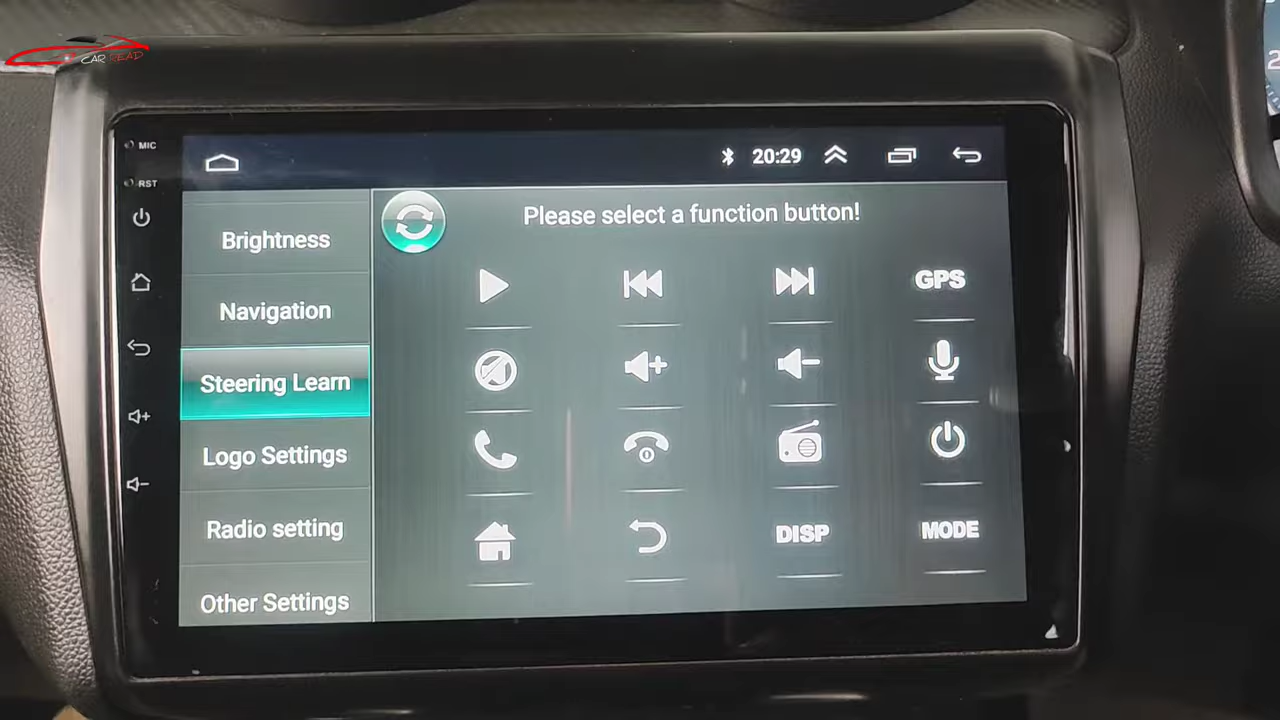 CAR READ
MIC
RST
20:29
Brightness
Navigation
Steering Learn
Logo Settings
Radio setting
Other Settings
Please select a function button!
GPS
DISP
MODE
2